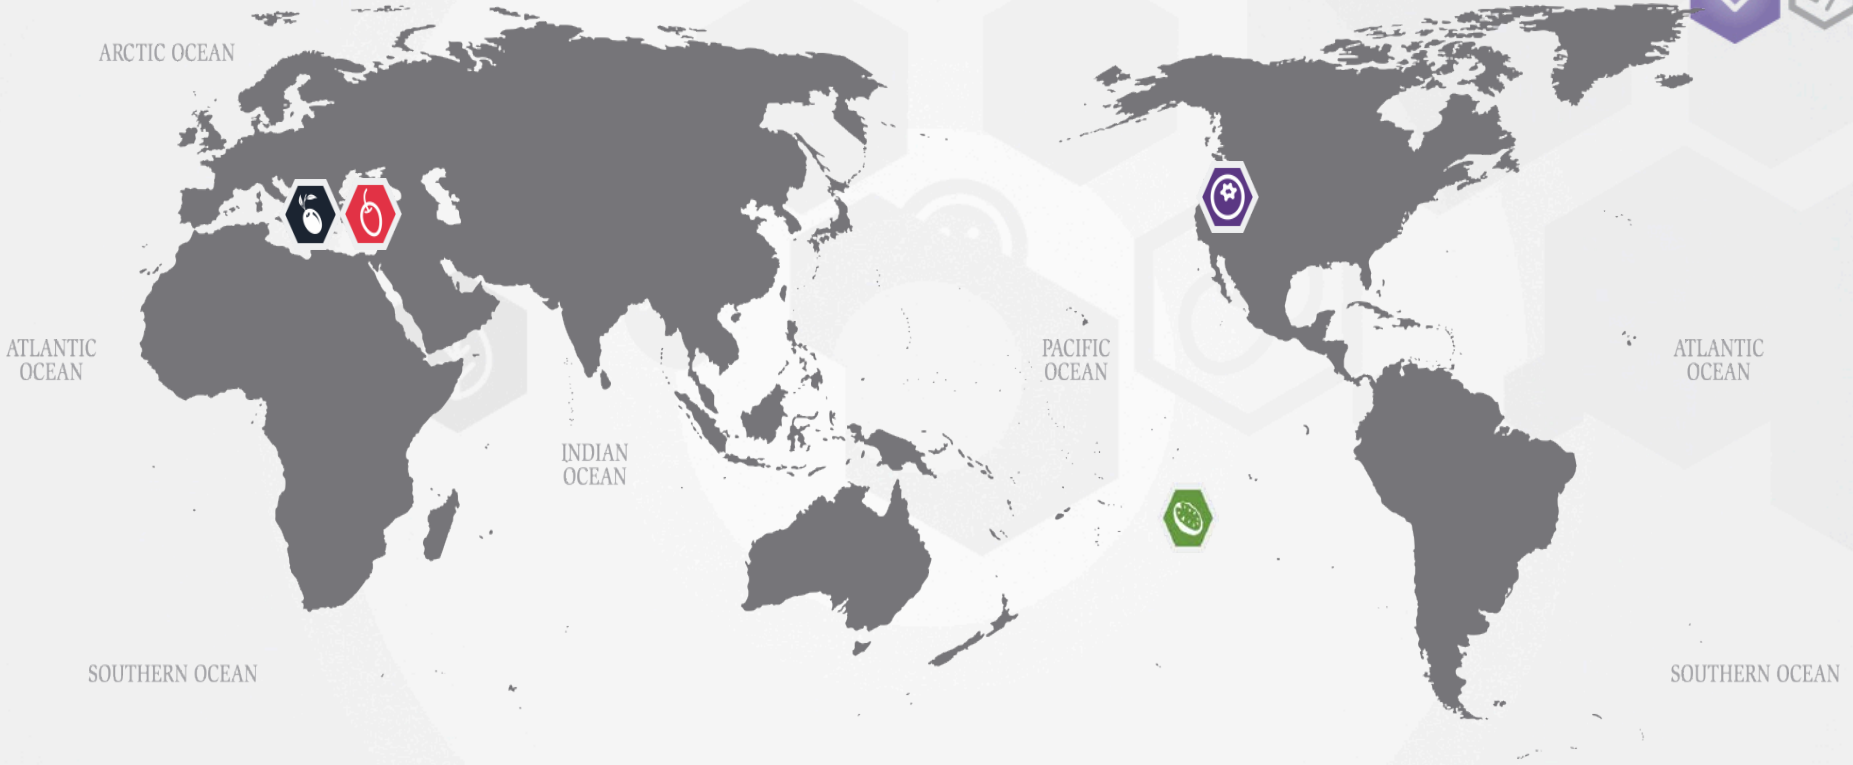 ARCTIC OCEAN
ATLANTIC
OCEAN
PACIFIC
OCEAN
ATLANTIC
OCEAN
INDIAN
OCEAN
SOUTHERN OCEAN
SOUTHERN OCEAN